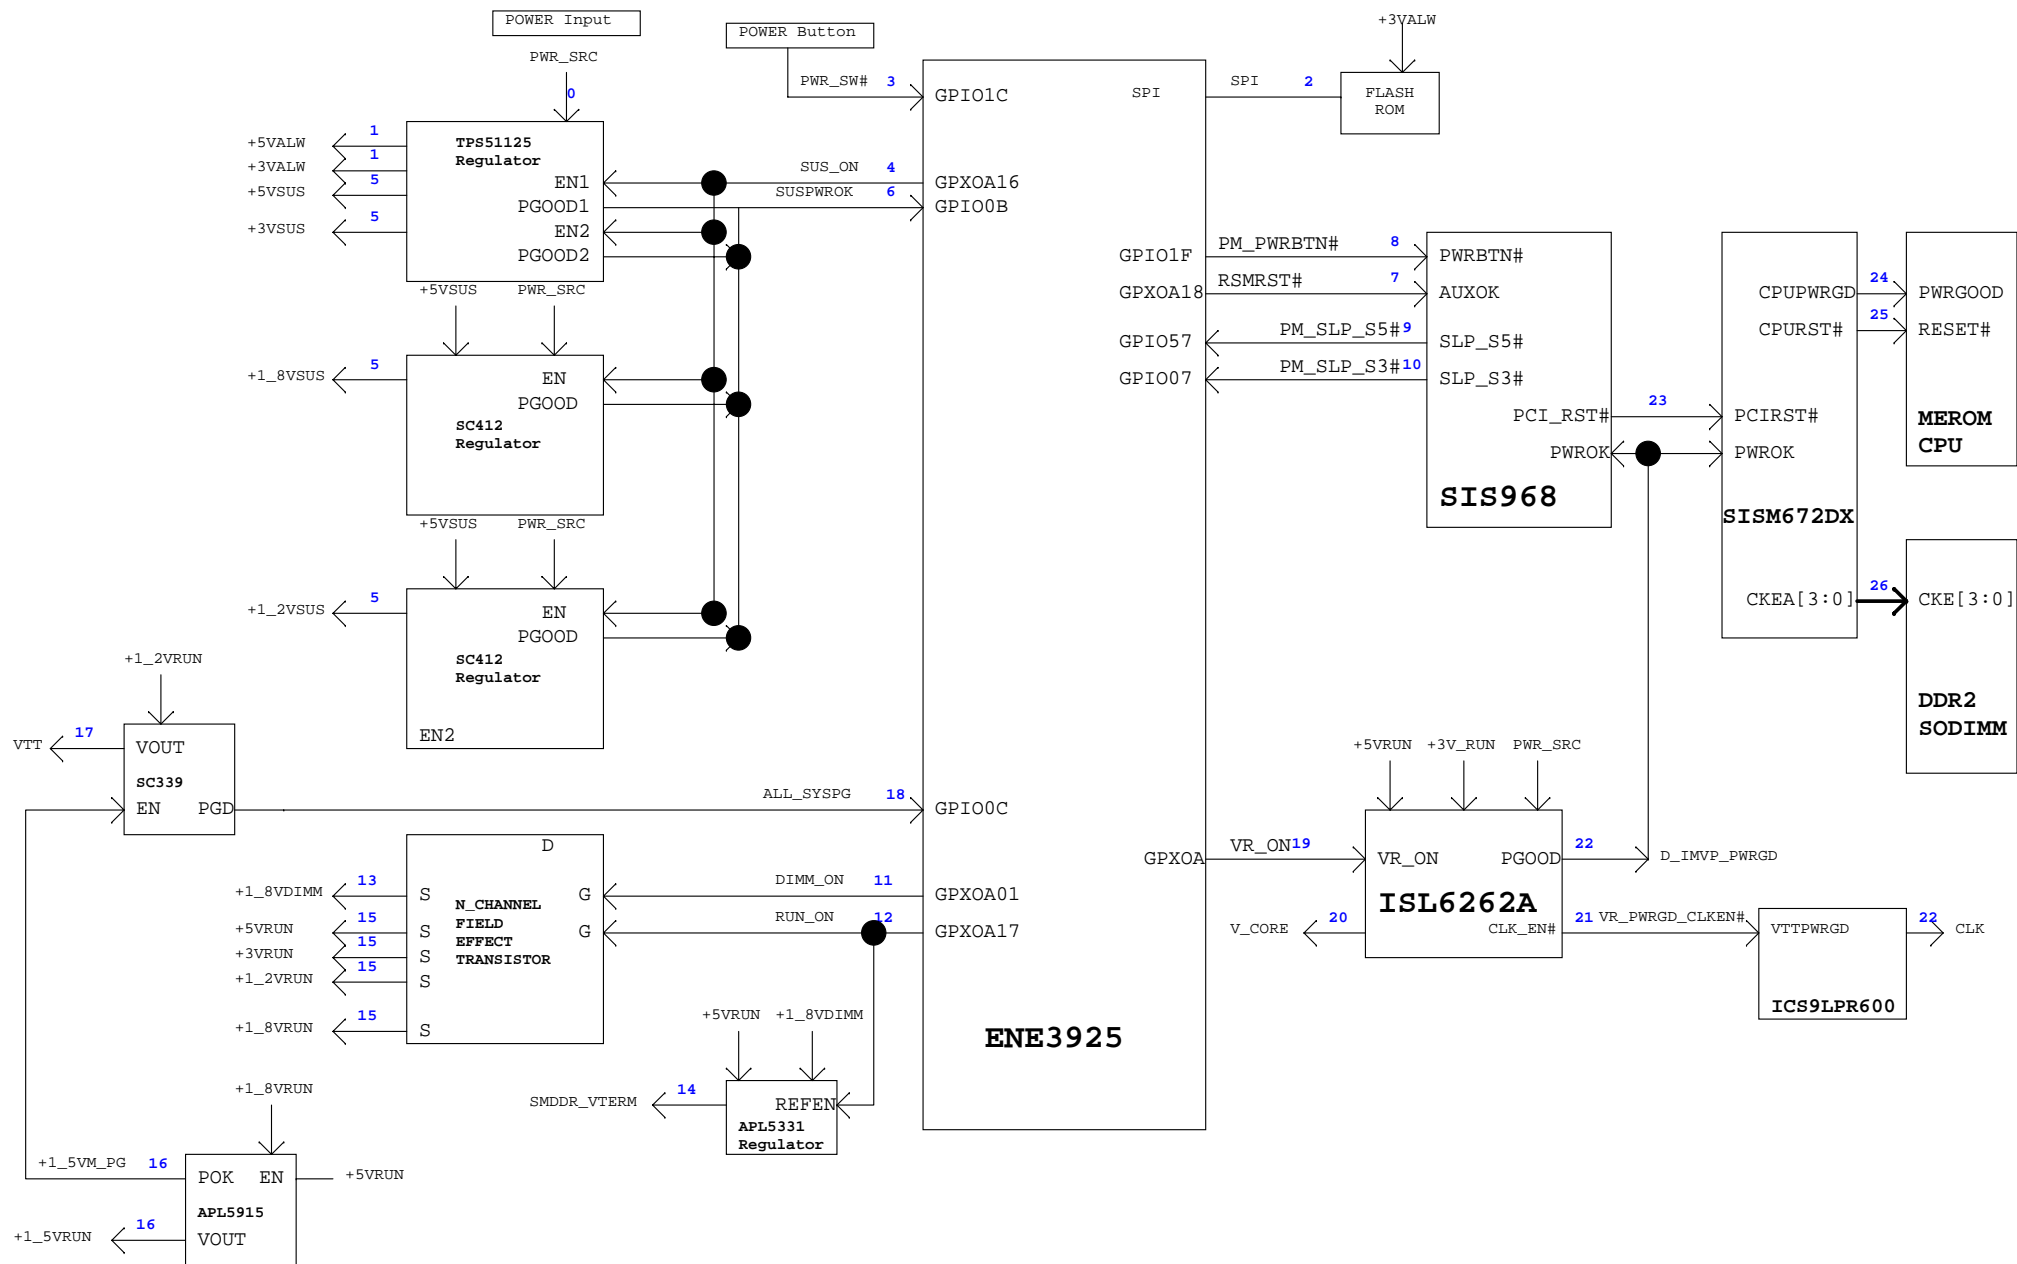 POWER Input
POWER Button
+3VALW
PWR_SRC
0
PWR_SW# 3
GPIO1C
SPI
SPI 2
FLASH
ROM
+5VALW 1
+3VALW 1
+5VSUS 5
+3VSUS 5
TPS51125
Regulator
EN1
PGOOD1
EN2
PGOOD2
SUS_ON 4
GPXOA16
SUSPWROK 6
GPIO0B
GPIO1F
PM_PWRBTN# 8
PWRBTN#
GPXOA18
RSMRST# 7
AUXOK
GPIO57
PM_SLP_S5# 9
SLP_S5#
GPIO07
PM_SLP_S3# 10
SLP_S3#
PCI_RST#
23
PCIRST#
PWROK
PWROK
SIS968
SISM672DX
CPUPWRGD
24
PWRGOOD
CPURST#
25
RESET#
MEROM
CPU
CKEA[3:0]
26
CKE[3:0]
DDR2
SODIMM
+5VSUS
PWR_SRC
+1_8VSUS 5
EN
PGOOD
SC412
Regulator
+5VSUS
PWR_SRC
+1_2VSUS 5
EN
PGOOD
SC412
Regulator
EN2
+1_2VRUN
VTT 17
VOUT
SC339
EN
PGD
ALL_SYSPG 18
GPIO0C
+5VRUN
+3V_RUN
PWR_SRC
GPXOA
VR_ON 19
VR_ON
PGOOD
22
D_IMVP_PWRGD
ISL6262A
V_CORE 20
CLK_EN#
21 VR_PWRGD_CLKEN#
VTTPWRGD
22
CLK
ICS9LPR600
D
+1_8VDIMM 13
S
G
DIMM_ON 11
GPXOA01
+5VRUN 15
S
G
RUN_ON 12
GPXOA17
+3VRUN 15
S
+1_2VRUN 15
S
+1_8VRUN 15
S
N_CHANNEL
FIELD
EFFECT
TRANSISTOR
ENE3925
+5VRUN
+1_8VDIMM
SMDDR_VTERM 14
REFEN
APL5331
Regulator
+1_8VRUN
+1_5VM_PG 16
POK
EN
+5VRUN
APL5915
+1_5VRUN 16
VOUT